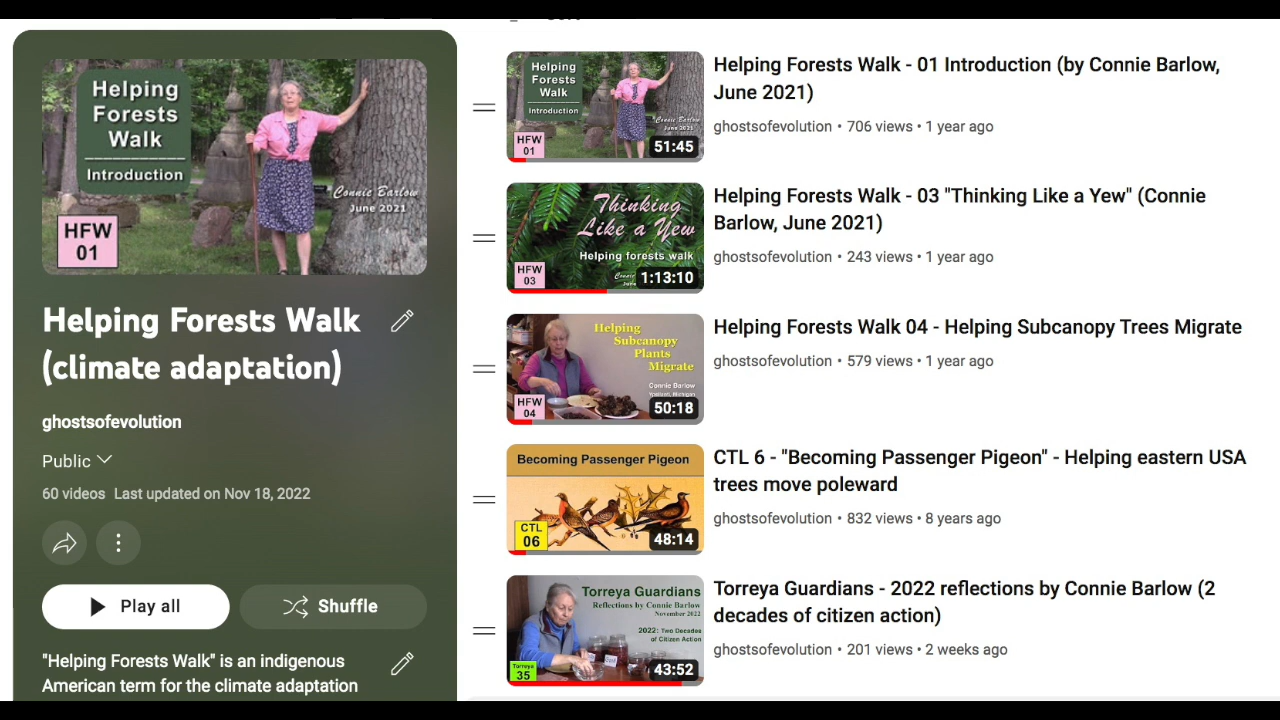 Helping
Forests
Walk
Introduction
Connie Barlow
June 2021
HFW
01
Helping Forests Walk
(climate adaptation)
ghostsofevolution
Public
60 videos Last updated on Nov 18, 2022
Play all
Shuffle
"Helping Forests Walk" is an indigenous
American term for the climate adaptation
Helping
Forests
Walk
Introduction
Connie Barlow
June 2021
HFW
01
51:45
Helping Forests Walk - 01 Introduction (by Connie Barlow,
June 2021)
ghostsofevolution • 706 views • 1 year ago
Thinking
Like a Yew
Helping forests walk
HFW
03
1:13:10
Helping Forests Walk - 03 "Thinking Like a Yew" (Connie
Barlow, June 2021)
ghostsofevolution • 243 views • 1 year ago
Helping
Subcanopy
Plants
Migrate
Connie Barlow
Ypsilanti, Michigan
HFW
04
50:18
Helping Forests Walk 04 - Helping Subcanopy Trees Migrate
ghostsofevolution • 579 views • 1 year ago
Becoming Passenger Pigeon
CTL
06
48:14
CTL 6 - "Becoming Passenger Pigeon" - Helping eastern USA
trees move poleward
ghostsofevolution • 832 views • 8 years ago
Torreya Guardians
Reflections by Connie Barlow
November 2022
2022: Two Decades
of Citizen Action
Torreya
35
43:52
Torreya Guardians - 2022 reflections by Connie Barlow (2
decades of citizen action)
ghostsofevolution • 201 views • 2 weeks ago